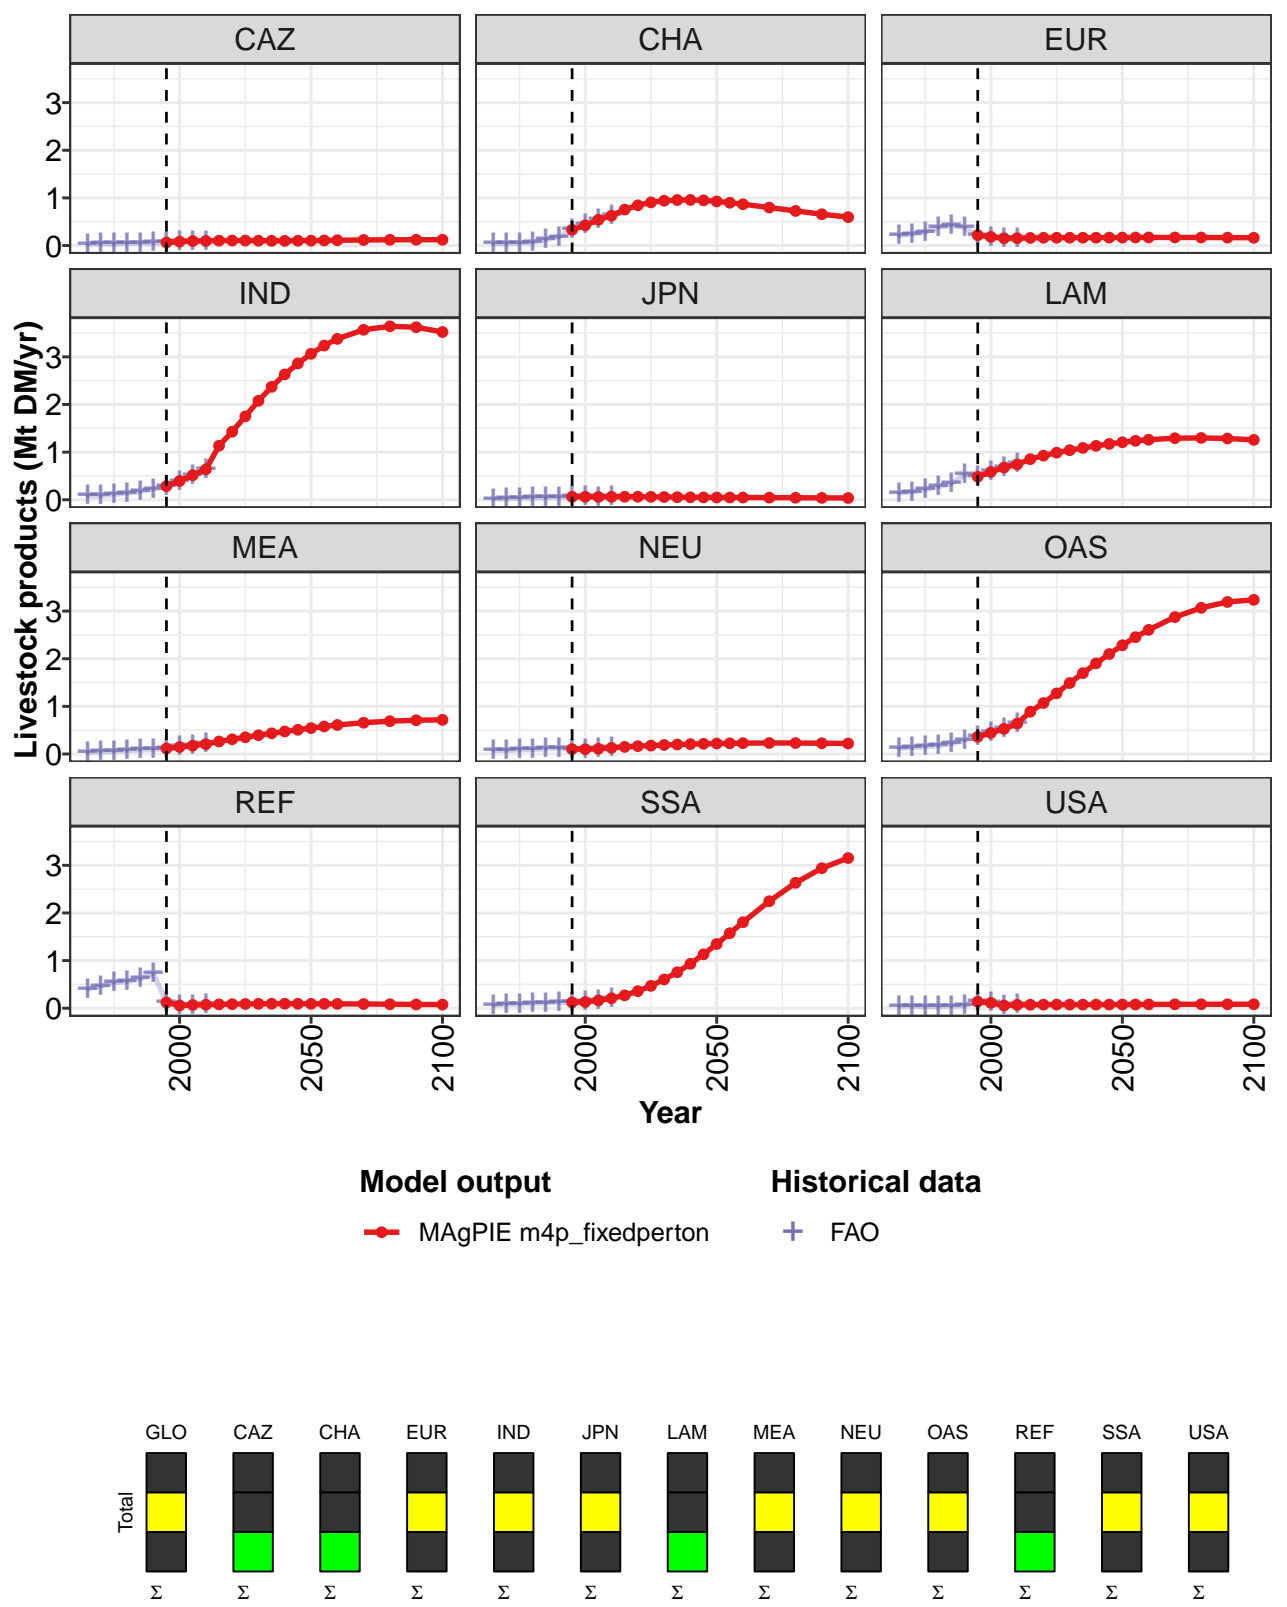 CAZ CHA EUR
3
2
1
0
IND JPN LAM
3
2
1
0
Livestock products (Mt DM/yr)
MEA NEU OAS
3
2
1
0
REF SSA USA
3
2
1
0
2000 2050 2100 2000 2050 2100 2000 2050 2100
Year
Model output Historical data
MAgPIE m4p_fixedperton FAO
GLO CAZ CHA EUR IND JPN LAM MEA NEU OAS REF SSA USA
Total
Σ Σ Σ Σ Σ Σ Σ Σ Σ Σ Σ Σ Σ